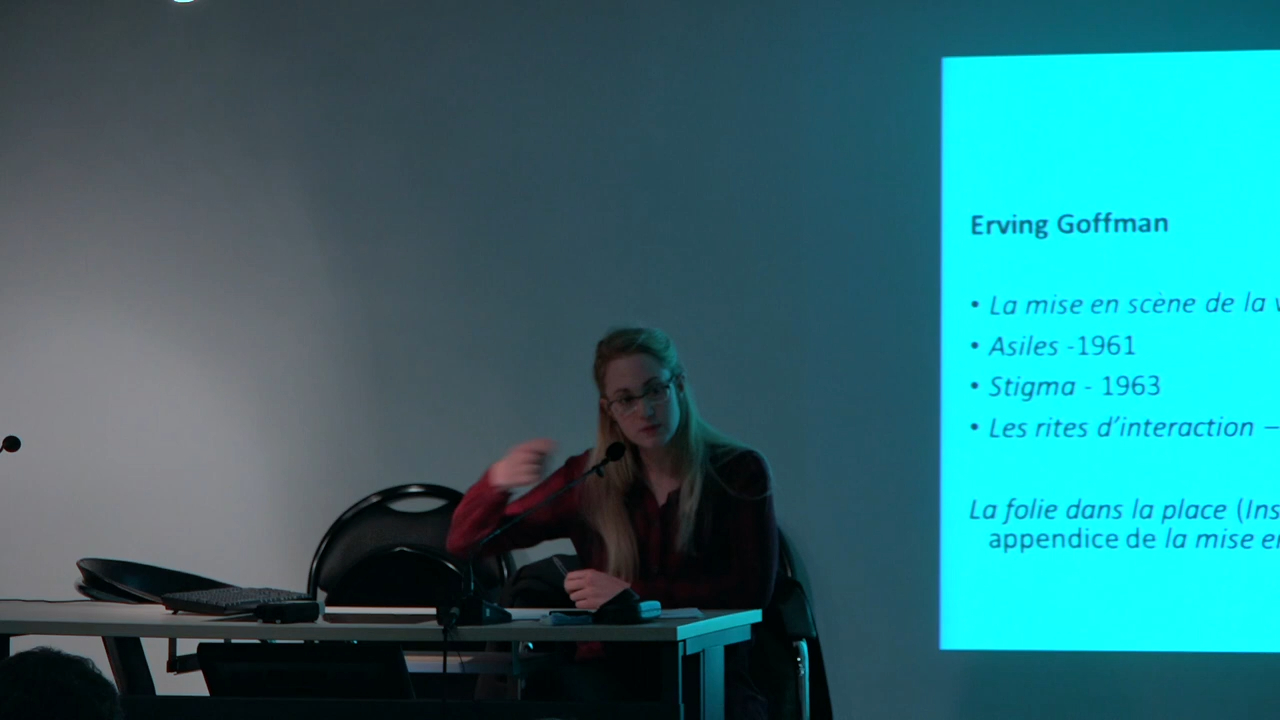 Erving Goffman
• La mise en scène de la
• Asiles -1961
• Stigma - 1963
• Les rites d'interaction –
La folie dans la place (Ins
appendice de la mise en